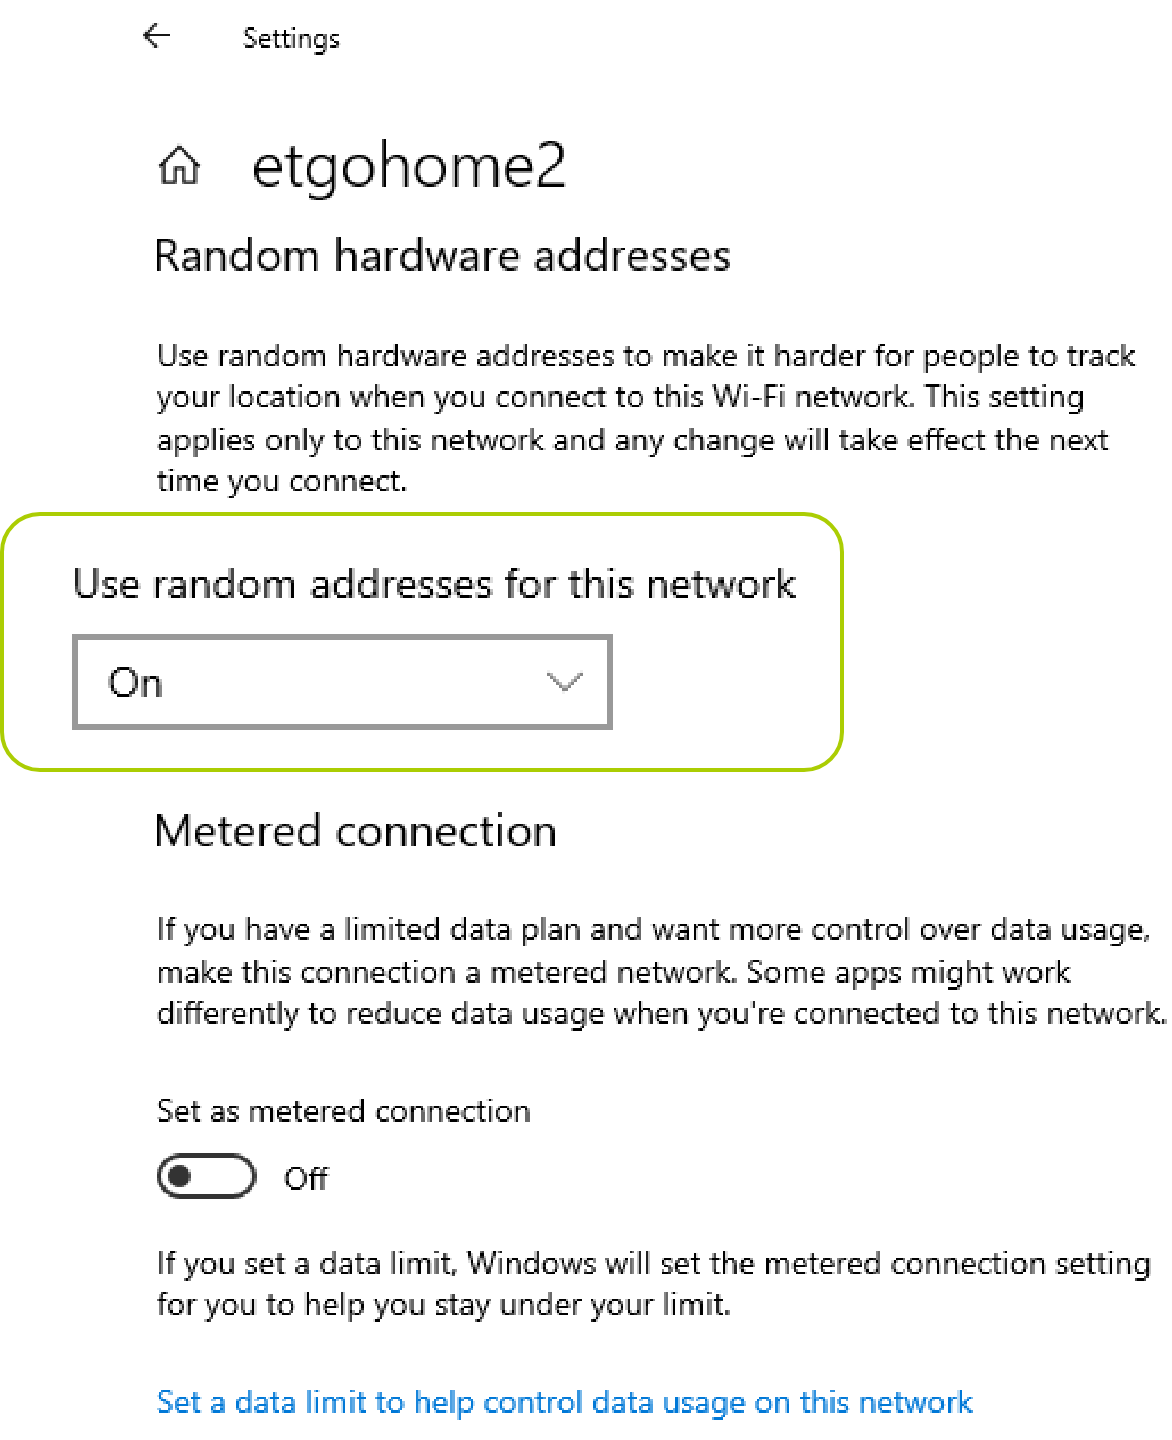 Settings
etgohome2
Random hardware addresses
Use random hardware addresses to make it harder for people to track
your location when you connect to this Wi-Fi network. This setting
applies only to this network and any change will take effect the next
time you connect.
Use random addresses for this network
On
Metered connection
If you have a limited data plan and want more control over data usage,
make this connection a metered network. Some apps might work
differently to reduce data usage when you're connected to this network.
Set as metered connection
Off
If you set a data limit, Windows will set the metered connection setting
for you to help you stay under your limit.
Set a data limit to help control data usage on this network